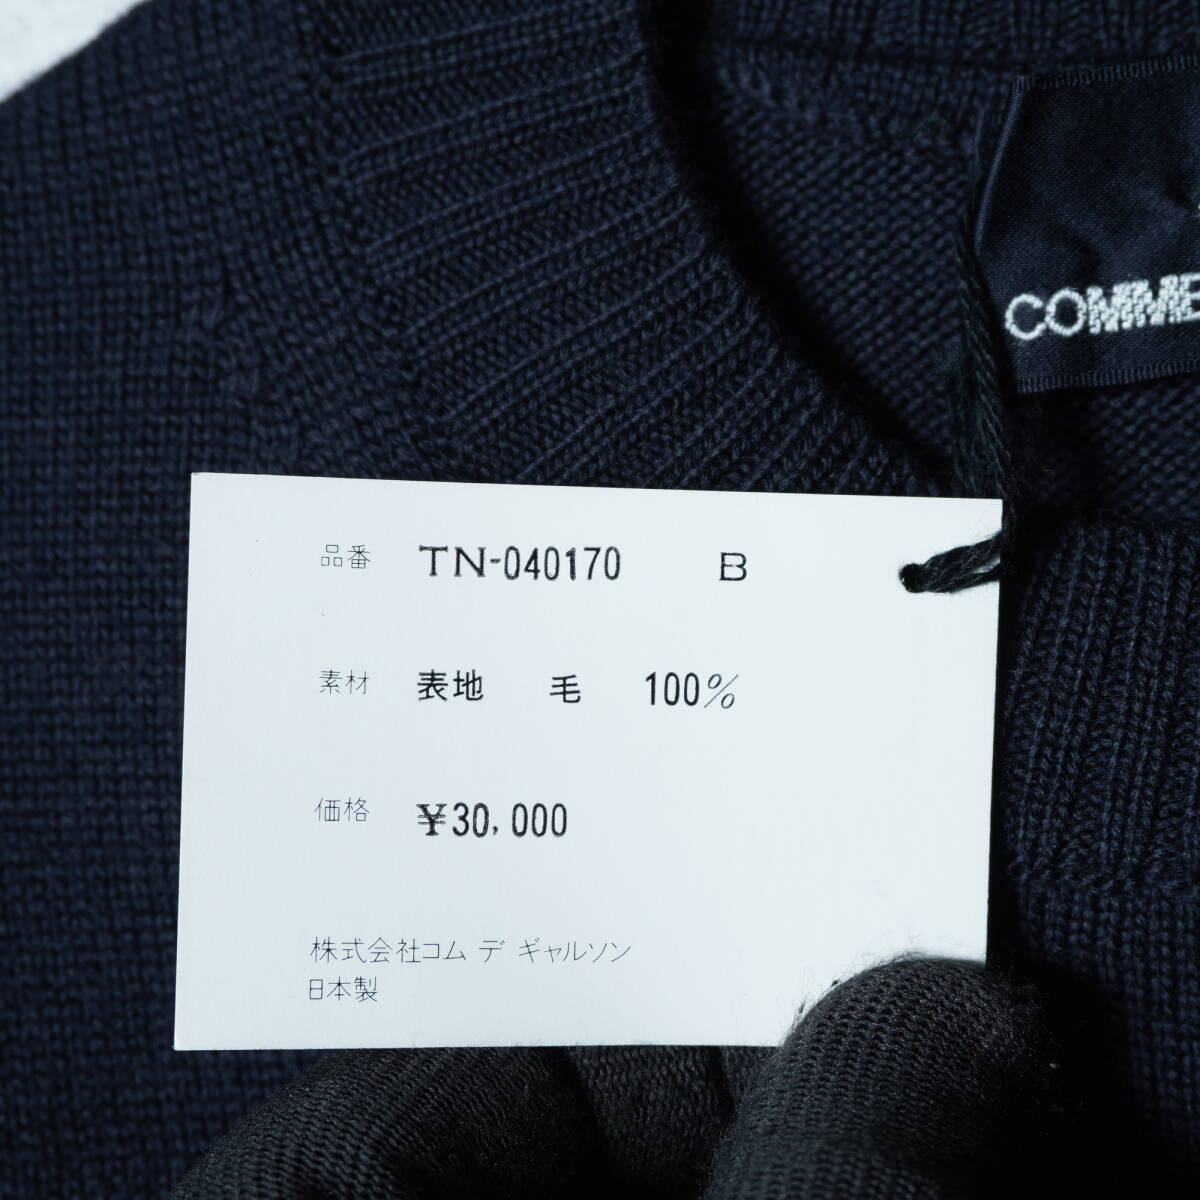 COMME
品番 TN-040170 B
素材 表地 毛 100%
価格 ¥30,000
株式会社コム デ ギャルソン
日本製